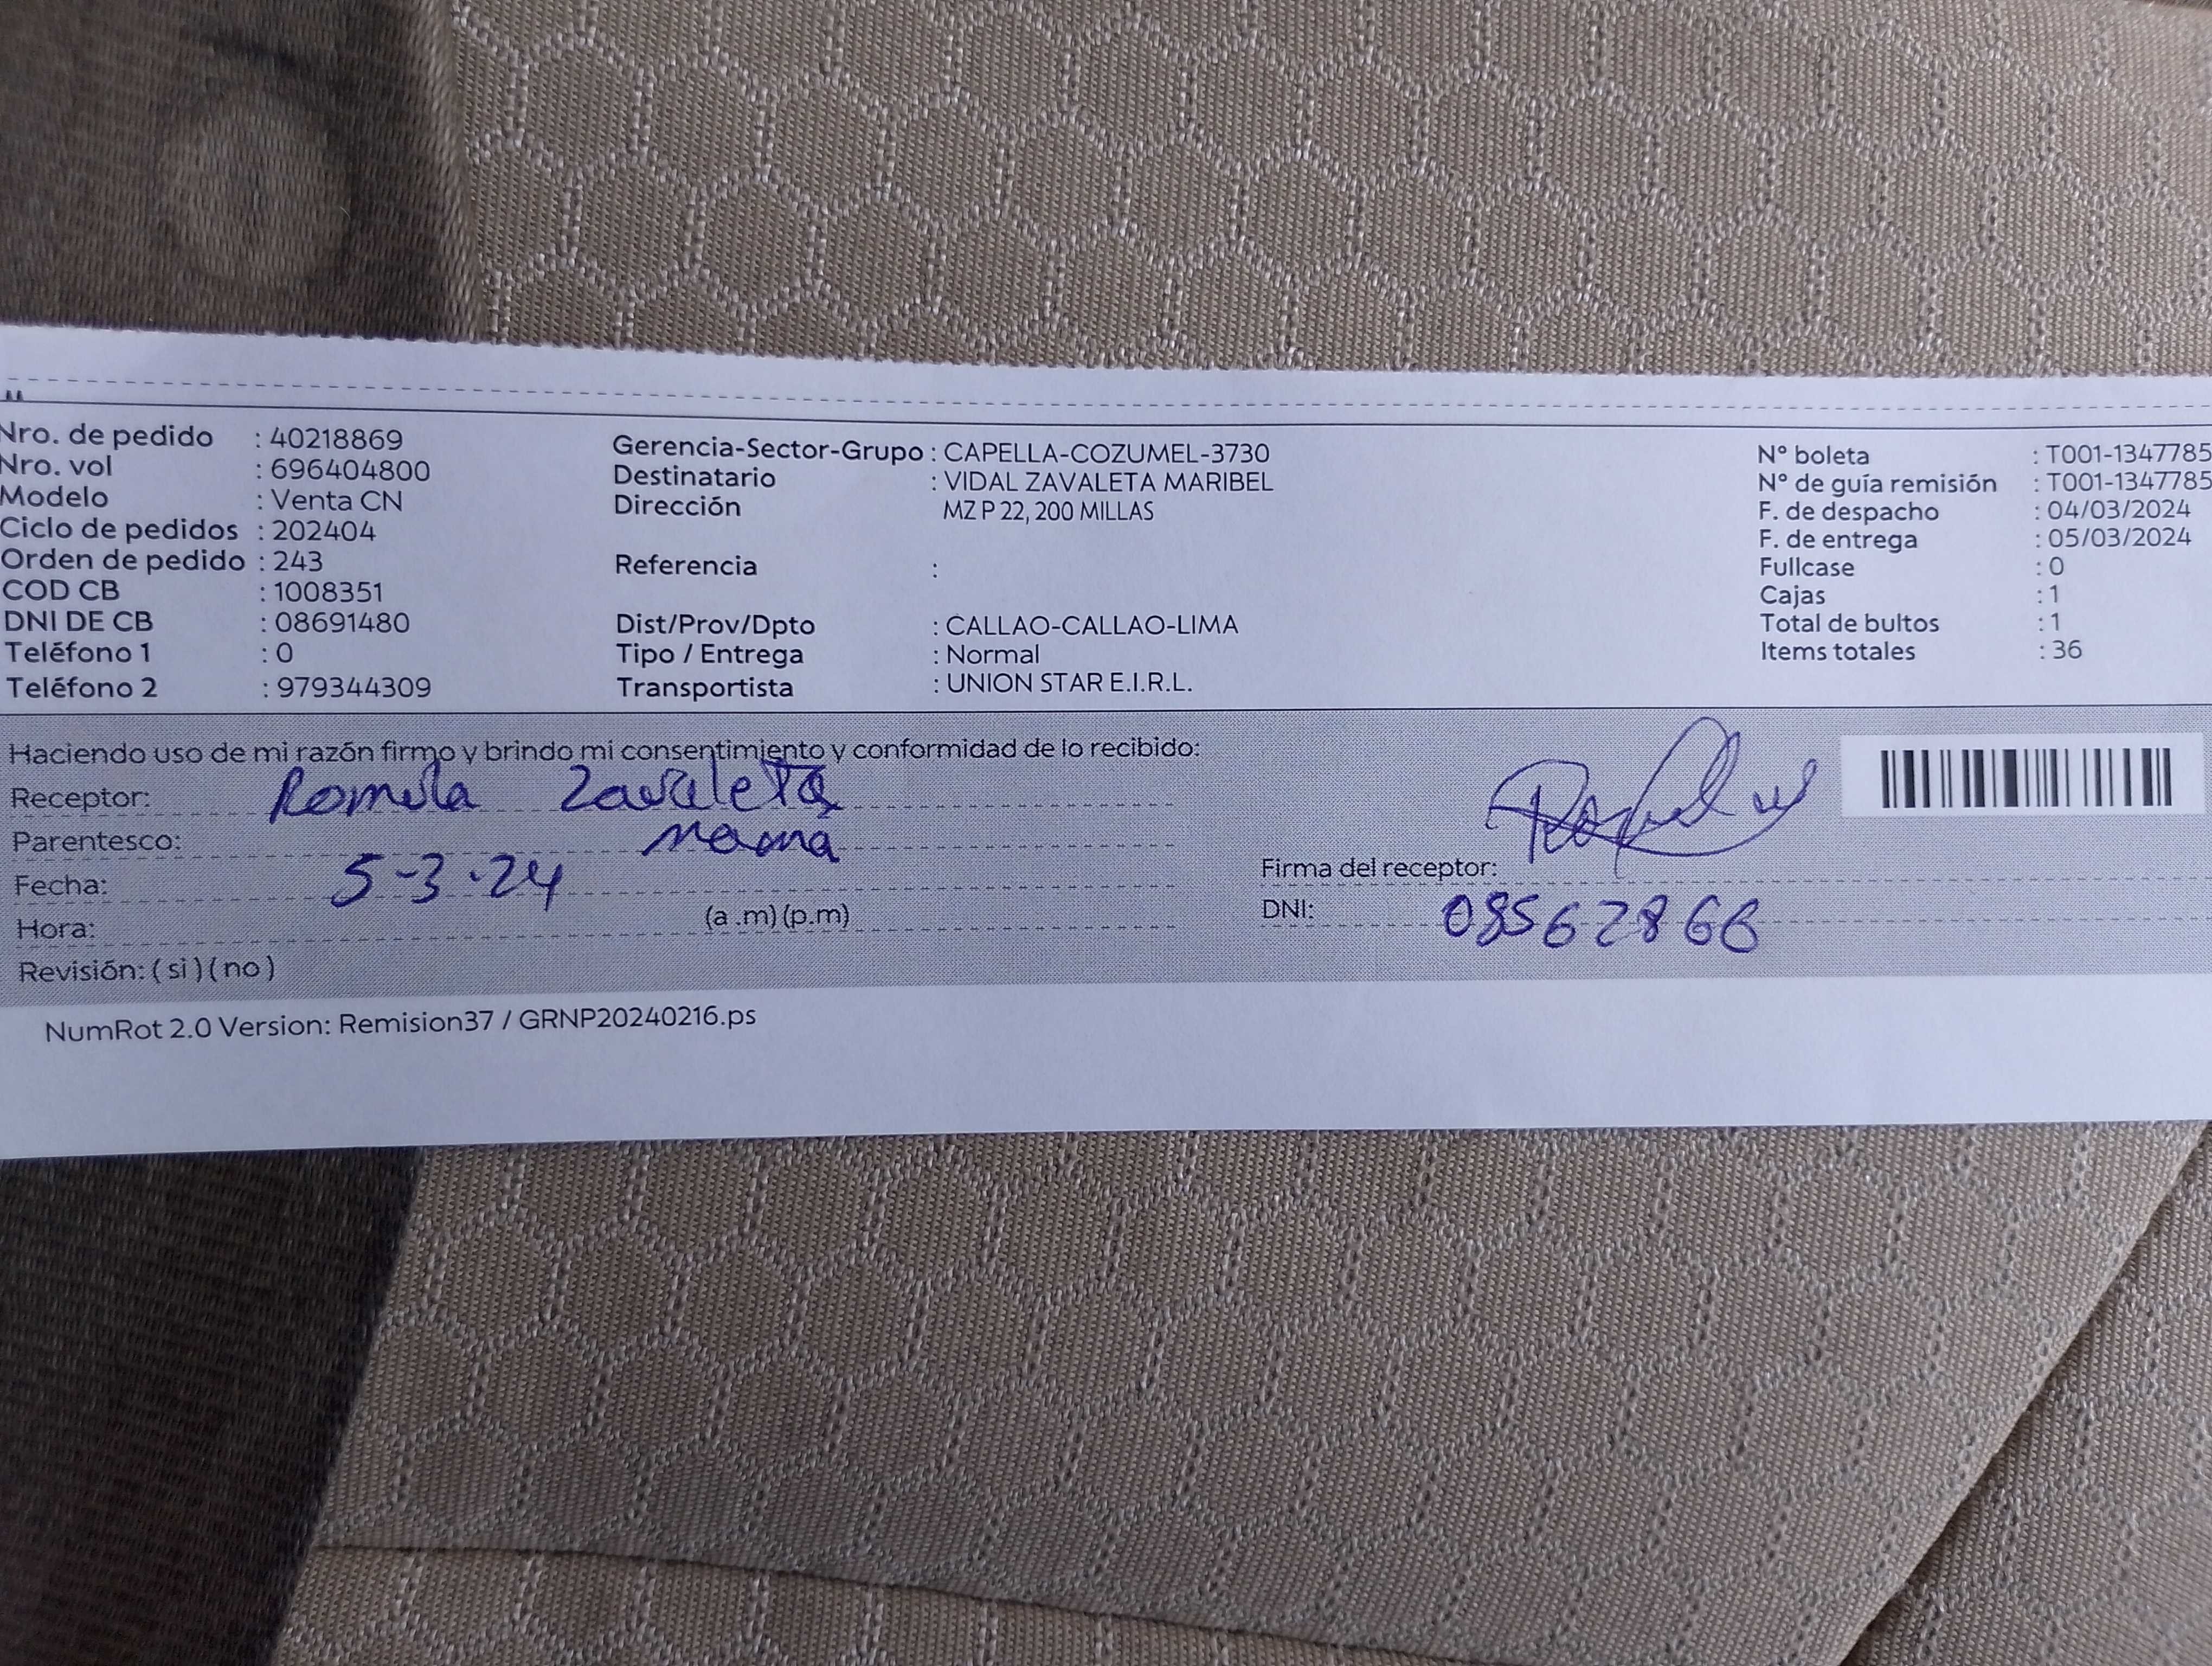 Nro. de pedido : 40218869
Nro. vol : 696404800
Modelo : Venta CN
Ciclo de pedidos : 202404
Orden de pedido : 243
COD CB : 1008351
DNI DE CB : 08691480
Teléfono 1 : 0
Teléfono 2 : 979344309
Gerencia-Sector-Grupo : CAPELLA-COZUMEL-3730
Destinatario : VIDAL ZAVALETA MARIBEL
Dirección MZ P 22, 200 MILLAS
Referencia :
Dist/Prov/Dpto : CALLAO-CALLAO-LIMA
Tipo / Entrega : Normal
Transportista : UNION STAR E.I.R.L.
N° boleta : T001-1347785
N° de guía remisión : T001-1347785
F. de despacho : 04/03/2024
F. de entrega : 05/03/2024
Fullcase : 0
Cajas : 1
Total de bultos : 1
Items totales : 36
Haciendo uso de mi razón firmo y brindo mi consentimiento y conformidad de lo recibido:
Receptor: Romula Zavaleta
Parentesco: mamá
Fecha: 5-3-24
Hora: (a .m) (p.m)
Revisión: ( si ) ( no )
Firma del receptor:
DNI: 08562866
NumRot 2.0 Version: Remision37 / GRNP20240216.ps